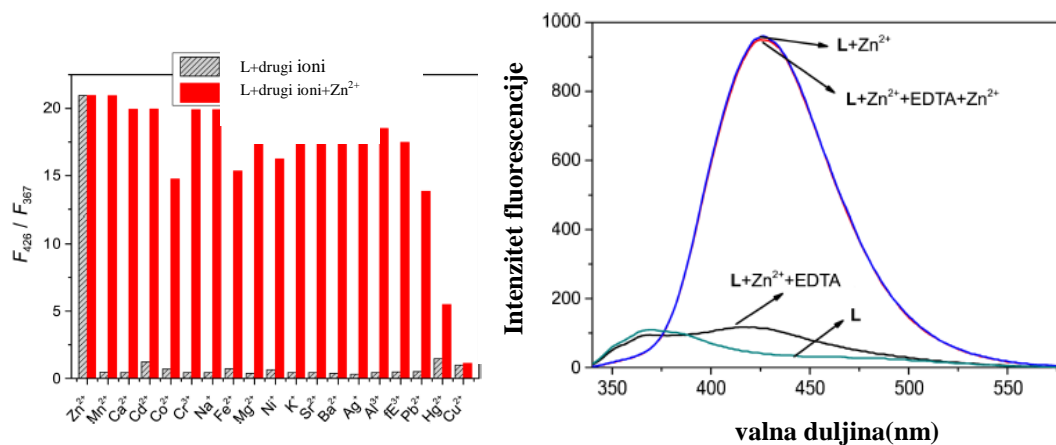 L+drugi ioni
L+drugi ioni+Zn²⁺
F₄₂₆ / F₃₆₇
20
15
10
5
0
Zn²⁺
Mn²⁺
Ca²⁺
Cd²⁺
Co²⁺
Cr³⁺
Na⁺
Fe²⁺
Mg²⁺
K⁺
Sr²⁺
Ba²⁺
Ag⁺
Al³⁺
fE³⁺
Pb²⁺
Hg²⁺
Cu²⁺
Intenzitet fluorescencije
1000
800
600
400
200
0
L+Zn²⁺
L+Zn²⁺+EDTA+Zn²⁺
L+Zn²⁺+EDTA
L
350
400
450
500
550
valna duljina(nm)